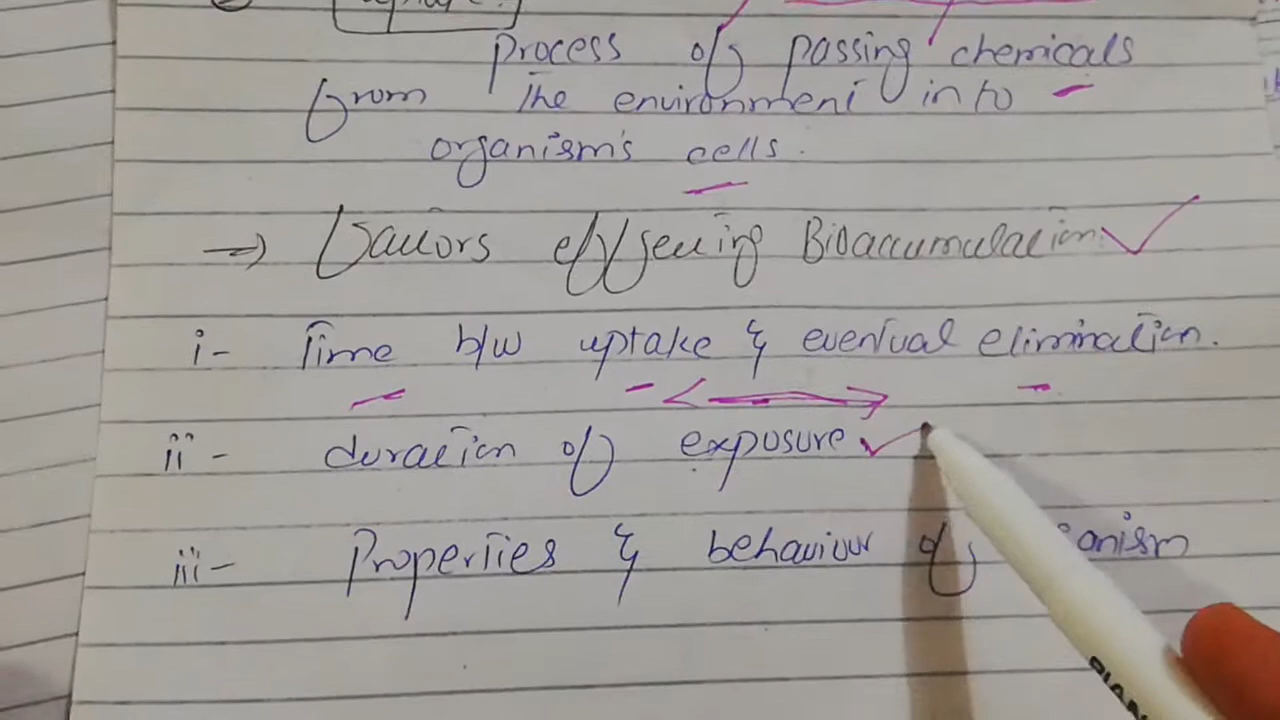 Process of passing chemicals
from The environment into
organism's cells.
→ Factors effecting Bioaccumulation
i- Time b/w uptake & eventual elimination.
ii- duration of exposure
iii- Properties & behaviour of
PIAN